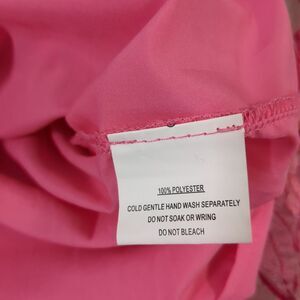 100% POLYESTER
COLD GENTLE HAND WASH SEPARATELY
DO NOT SOAK OR WRING
DO NOT BLEACH